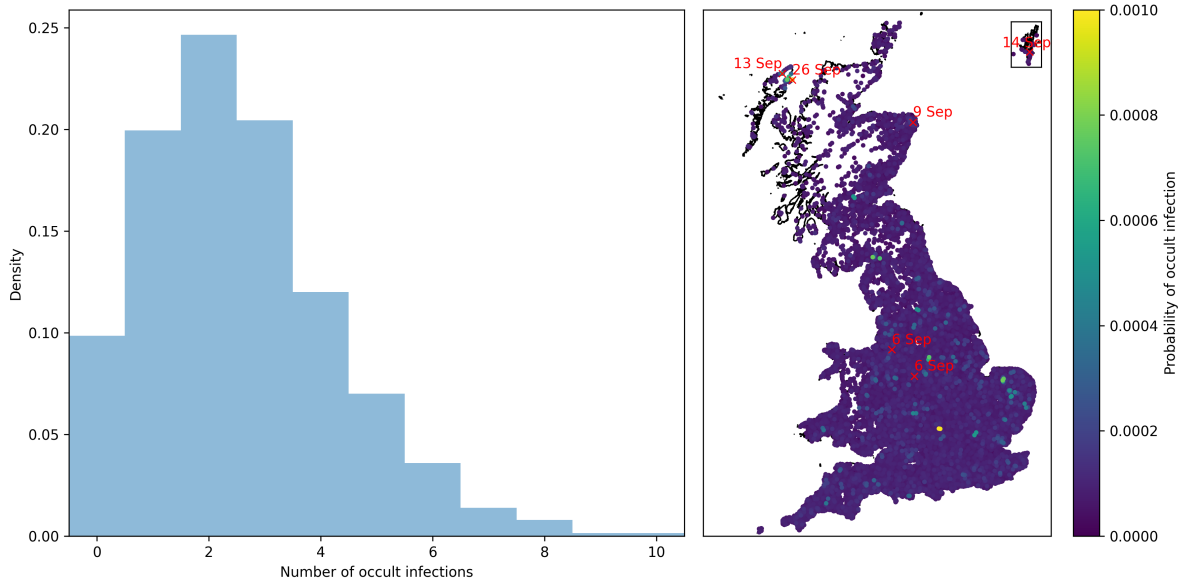 0.25
0.20
0.15
0.10
0.05
0.00
Density
0 2 4 6 8 10
Number of occult infections
14 Sep
13 Sep
26 Sep
9 Sep
6 Sep
6 Sep
0.0010
0.0008
0.0006
0.0004
0.0002
0.0000
Probability of occult infection